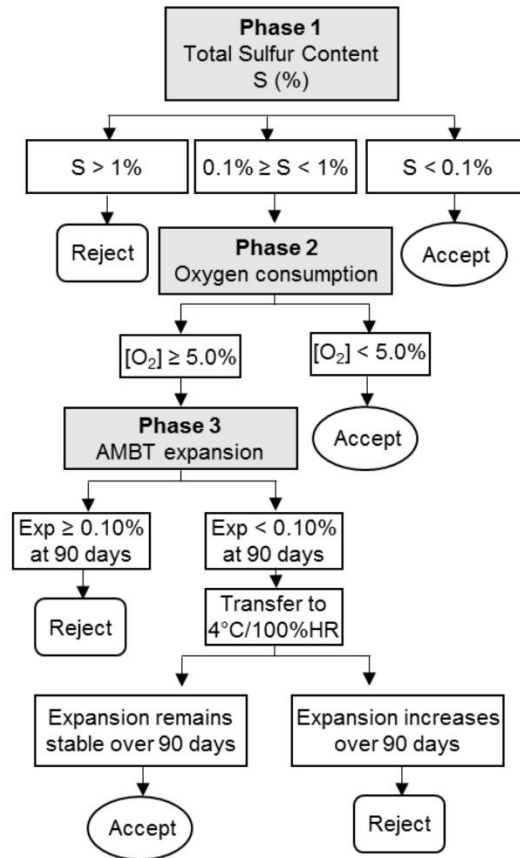 Phase 1
Total Sulfur Content
S (%)
S > 1%
0.1% ≥ S < 1%
S < 0.1%
Reject
Phase 2
Oxygen consumption
Accept
[O₂] ≥ 5.0%
[O₂] < 5.0%
Phase 3
AMBT expansion
Accept
Exp ≥ 0.10%
at 90 days
Exp < 0.10%
at 90 days
Reject
Transfer to
4°C/100%HR
Expansion remains
stable over 90 days
Expansion increases
over 90 days
Accept
Reject